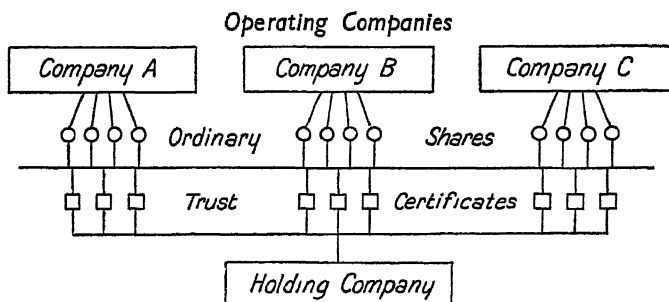 Operating Companies
Company A Company B Company C
Ordinary Shares
Trust Certificates
Holding Company